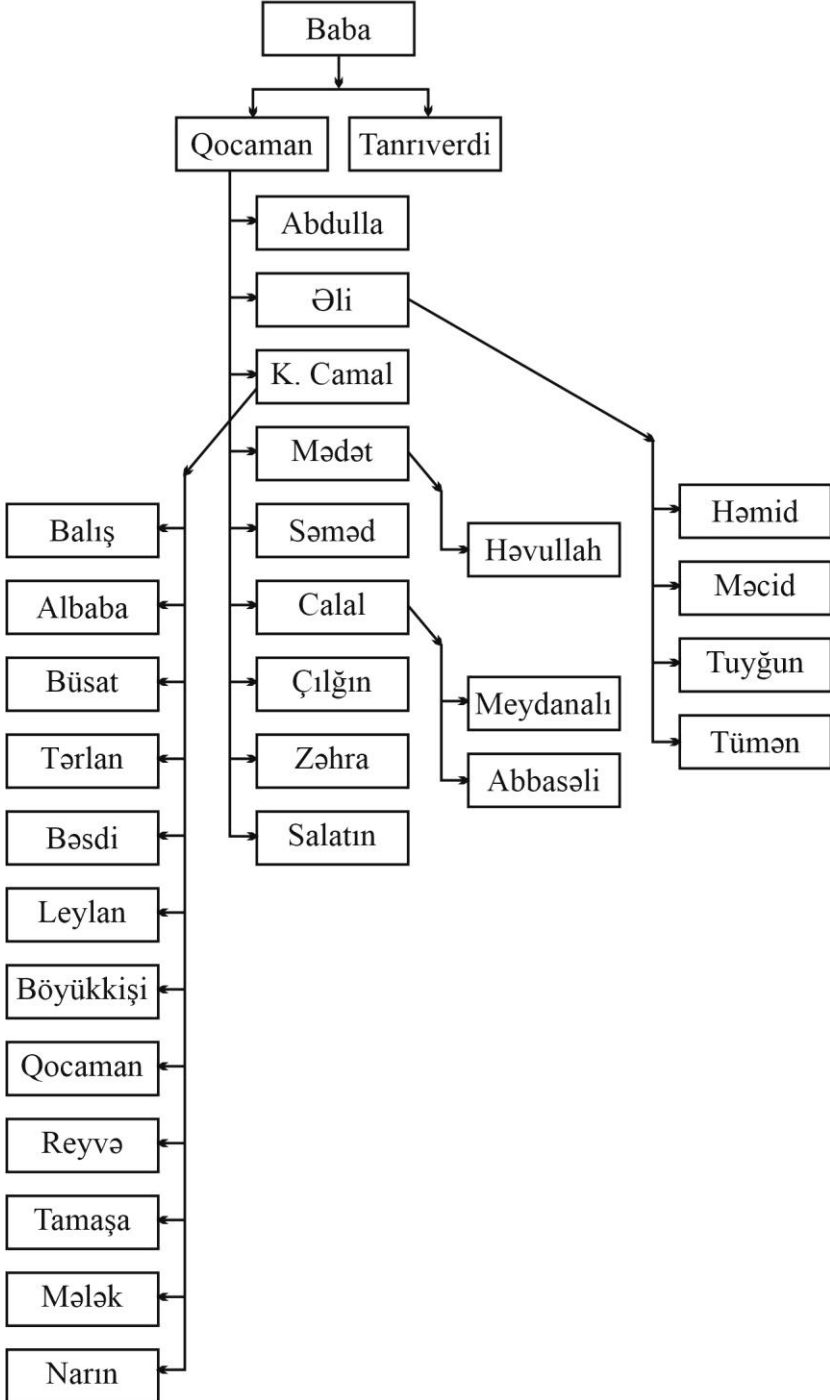 Baba
Qocaman
Tanrıverdi
Abdulla
Əli
K. Camal
Mədət
Səməd
Calal
Çılğın
Zəhra
Salatın
Həvullah
Meydanalı
Abbasəli
Həmid
Məcid
Tuyğun
Tümən
Balış
Albaba
Büsat
Tərlan
Bəsdi
Leylan
Böyükkişi
Qocaman
Reyvə
Tamaşa
Mələk
Narın